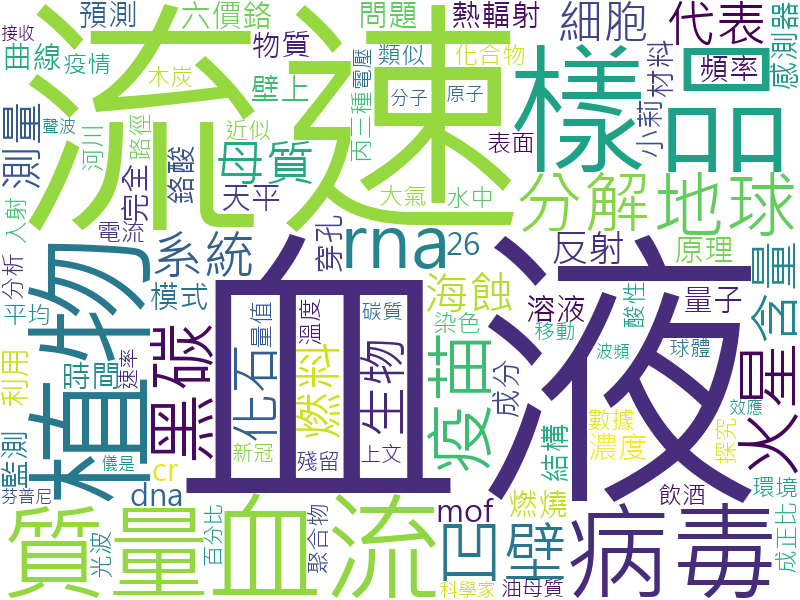 接收
預測
六價鉻
問題
熱輻射
細胞
代表
感測器
曲線
疫情
物質
流速
類似
電壓
化合物
樣品
材料
頻率
木炭
壁上
丙三種
分子
原子
小莉
測量
聲波
河川
路徑
近似
母質
鉻酸
完全
天平
大氣
水中
表面
分解
地球
入射
電流
穿孔
rna
26
反射
原理
含量
植物
系統
血液
分析
平均
模式
黑碳
海蝕
溶液
量子
酸性
火星
利用
時間
速率
化石
量值
溫度
碳質
燃料
生物
染色
疫苗
成分
移動
波頻
球體
監測
儀是
新冠
殘留
上文
結構
數據
濃度
效應
探究
芬普尼
cr
dna
mof
燃燒
飲酒
環境
質量
血流
光波
百分比
聚合物
凹壁
科學家
油母質
病毒
成正比